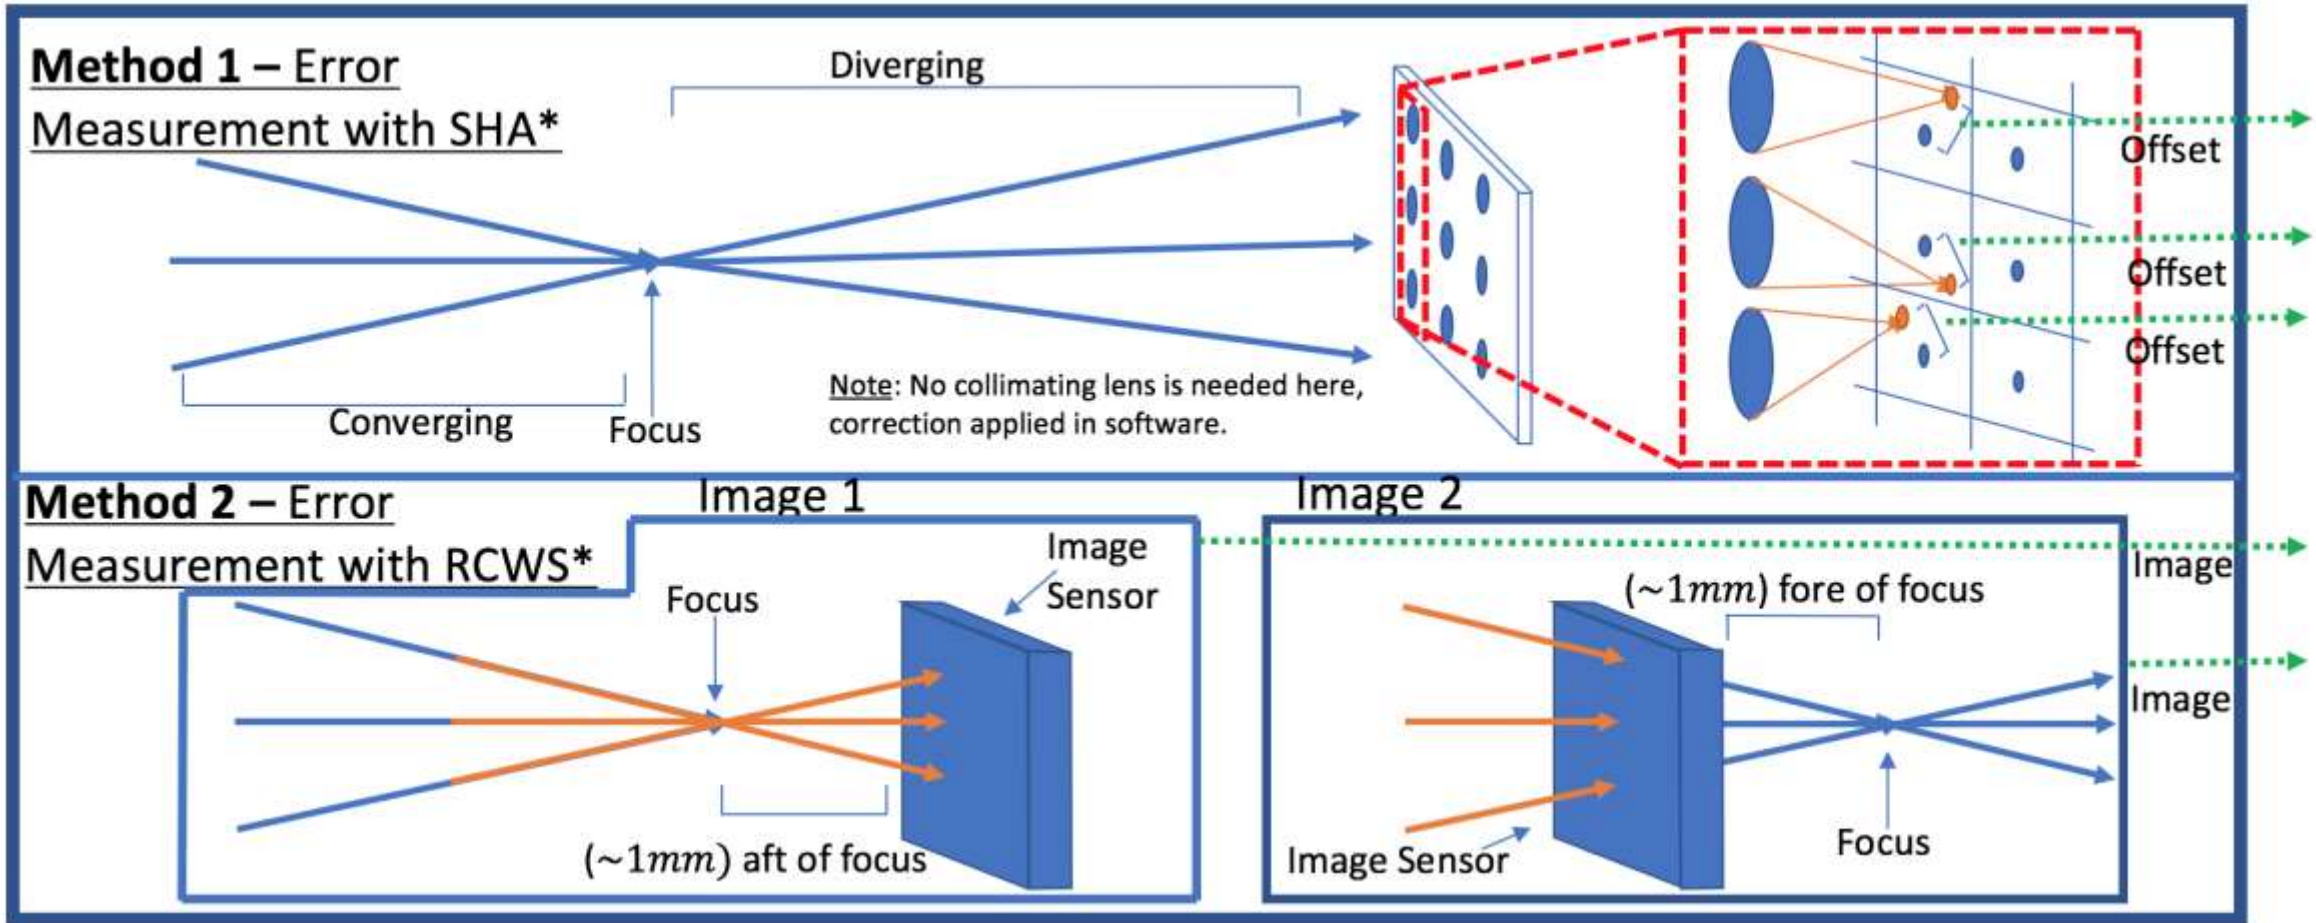 Method 1 – Error
Measurement with SHA*
Diverging
Converging
Focus
Note: No collimating lens is needed here,
correction applied in software.
Offset
Offset
Offset
Method 2 – Error
Measurement with RCWS*
Image 1
Focus
Image
Sensor
(~1mm) aft of focus
Image 2
(~1mm) fore of focus
Image Sensor
Focus
Image
Image